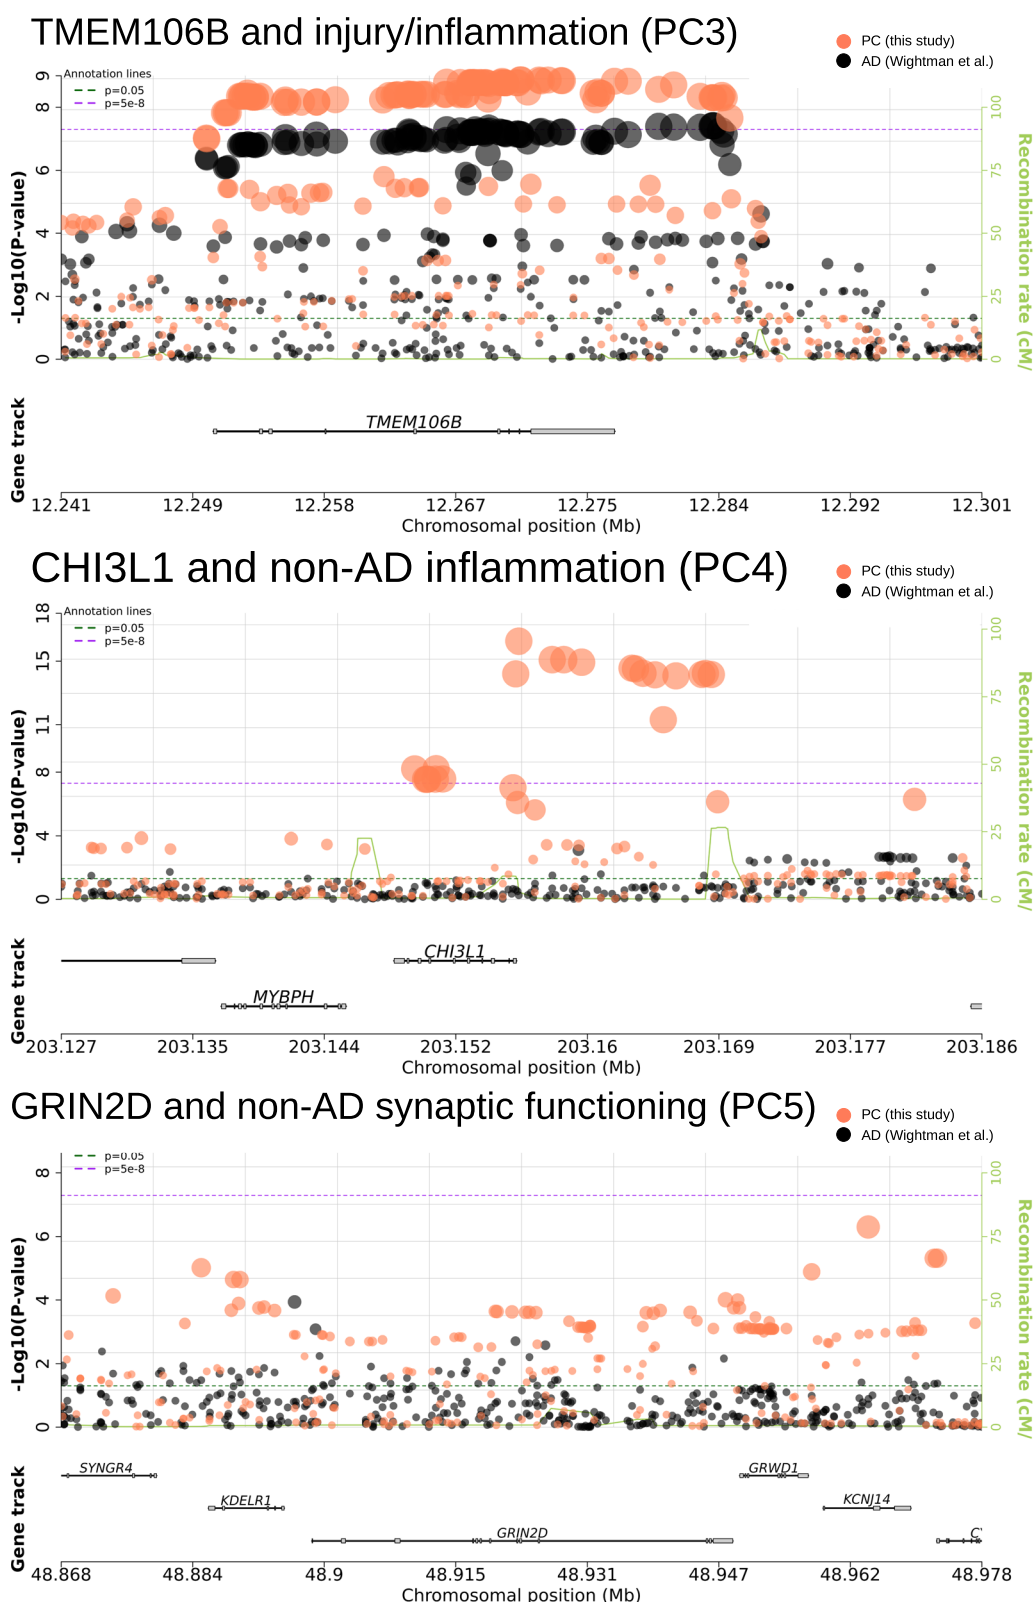 TMEM106B and injury/inflammation (PC3)
PC (this study)
AD (Wightman et al.)
Annotation lines
p=0.05
p=5e-8
-Log10(P-value)
9
8
6
4
2
0
100
75
50
25
0
Recombination rate (cM/
Gene track
TMEM106B
12.241 12.249 12.258 12.267 12.275 12.284 12.292 12.301
Chromosomal position (Mb)
CHI3L1 and non-AD inflammation (PC4)
PC (this study)
AD (Wightman et al.)
Annotation lines
p=0.05
p=5e-8
-Log10(P-value)
18
15
11
8
4
0
100
75
50
25
0
Recombination rate (cM/
Gene track
CHI3L1
MYBPH
203.127 203.135 203.144 203.152 203.16 203.169 203.177 203.186
Chromosomal position (Mb)
GRIN2D and non-AD synaptic functioning (PC5)
PC (this study)
AD (Wightman et al.)
p=0.05
p=5e-8
-Log10(P-value)
8
6
4
2
0
100
75
50
25
0
Recombination rate (cM/
Gene track
SYNGR4
GRWD1
KDELR1
KCNJ14
GRIN2D
C
48.868 48.884 48.9 48.915 48.931 48.947 48.962 48.978
Chromosomal position (Mb)